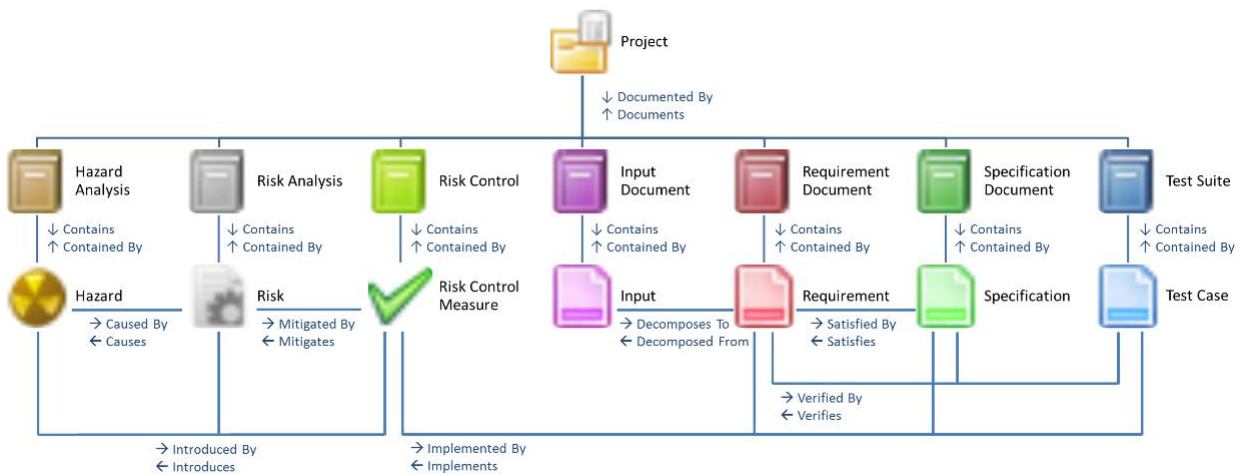 Project
↓ Documented By
↑ Documents
Hazard
Analysis
Risk Analysis
Risk Control
Input
Document
Requirement
Document
Specification
Document
Test Suite
↓ Contains
↑ Contained By
↓ Contains
↑ Contained By
↓ Contains
↑ Contained By
↓ Contains
↑ Contained By
↓ Contains
↑ Contained By
↓ Contains
↑ Contained By
↓ Contains
↑ Contained By
Hazard
Risk
Risk Control
Measure
Input
Requirement
Specification
Test Case
→ Caused By
← Causes
→ Mitigated By
← Mitigates
→ Decomposes To
← Decomposed From
→ Satisfied By
← Satisfies
→ Verified By
← Verifies
→ Introduced By
← Introduces
→ Implemented By
← Implements